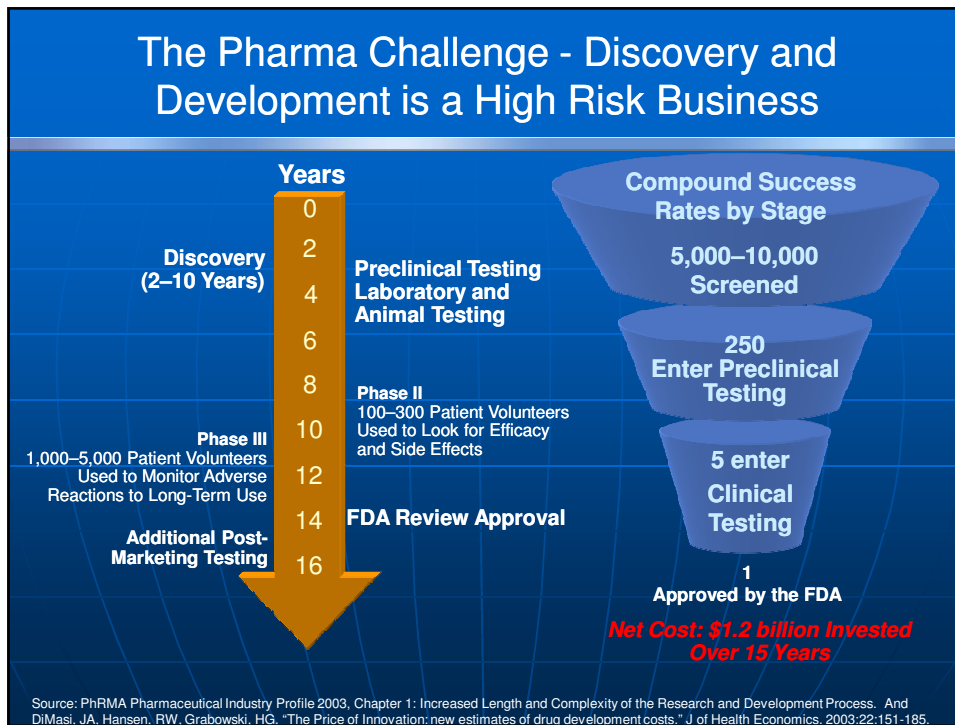 The Pharma Challenge - Discovery and
Development is a High Risk Business
Years
0
2
4
6
8
10
12
14
16
Discovery
(2–10 Years)
Preclinical Testing
Laboratory and
Animal Testing
Phase II
100–300 Patient Volunteers
Used to Look for Efficacy
and Side Effects
Phase III
1,000–5,000 Patient Volunteers
Used to Monitor Adverse
Reactions to Long-Term Use
FDA Review Approval
Additional Post-
Marketing Testing
Compound Success
Rates by Stage
5,000–10,000
Screened
250
Enter Preclinical
Testing
5 enter
Clinical
Testing
1
Approved by the FDA
Net Cost: $1.2 billion Invested
Over 15 Years
Source: PhRMA Pharmaceutical Industry Profile 2003, Chapter 1: Increased Length and Complexity of the Research and Development Process. And
DiMasi, JA, Hansen, RW, Grabowski, HG. “The Price of Innovation: new estimates of drug development costs.” J of Health Economics. 2003:22:151-185.